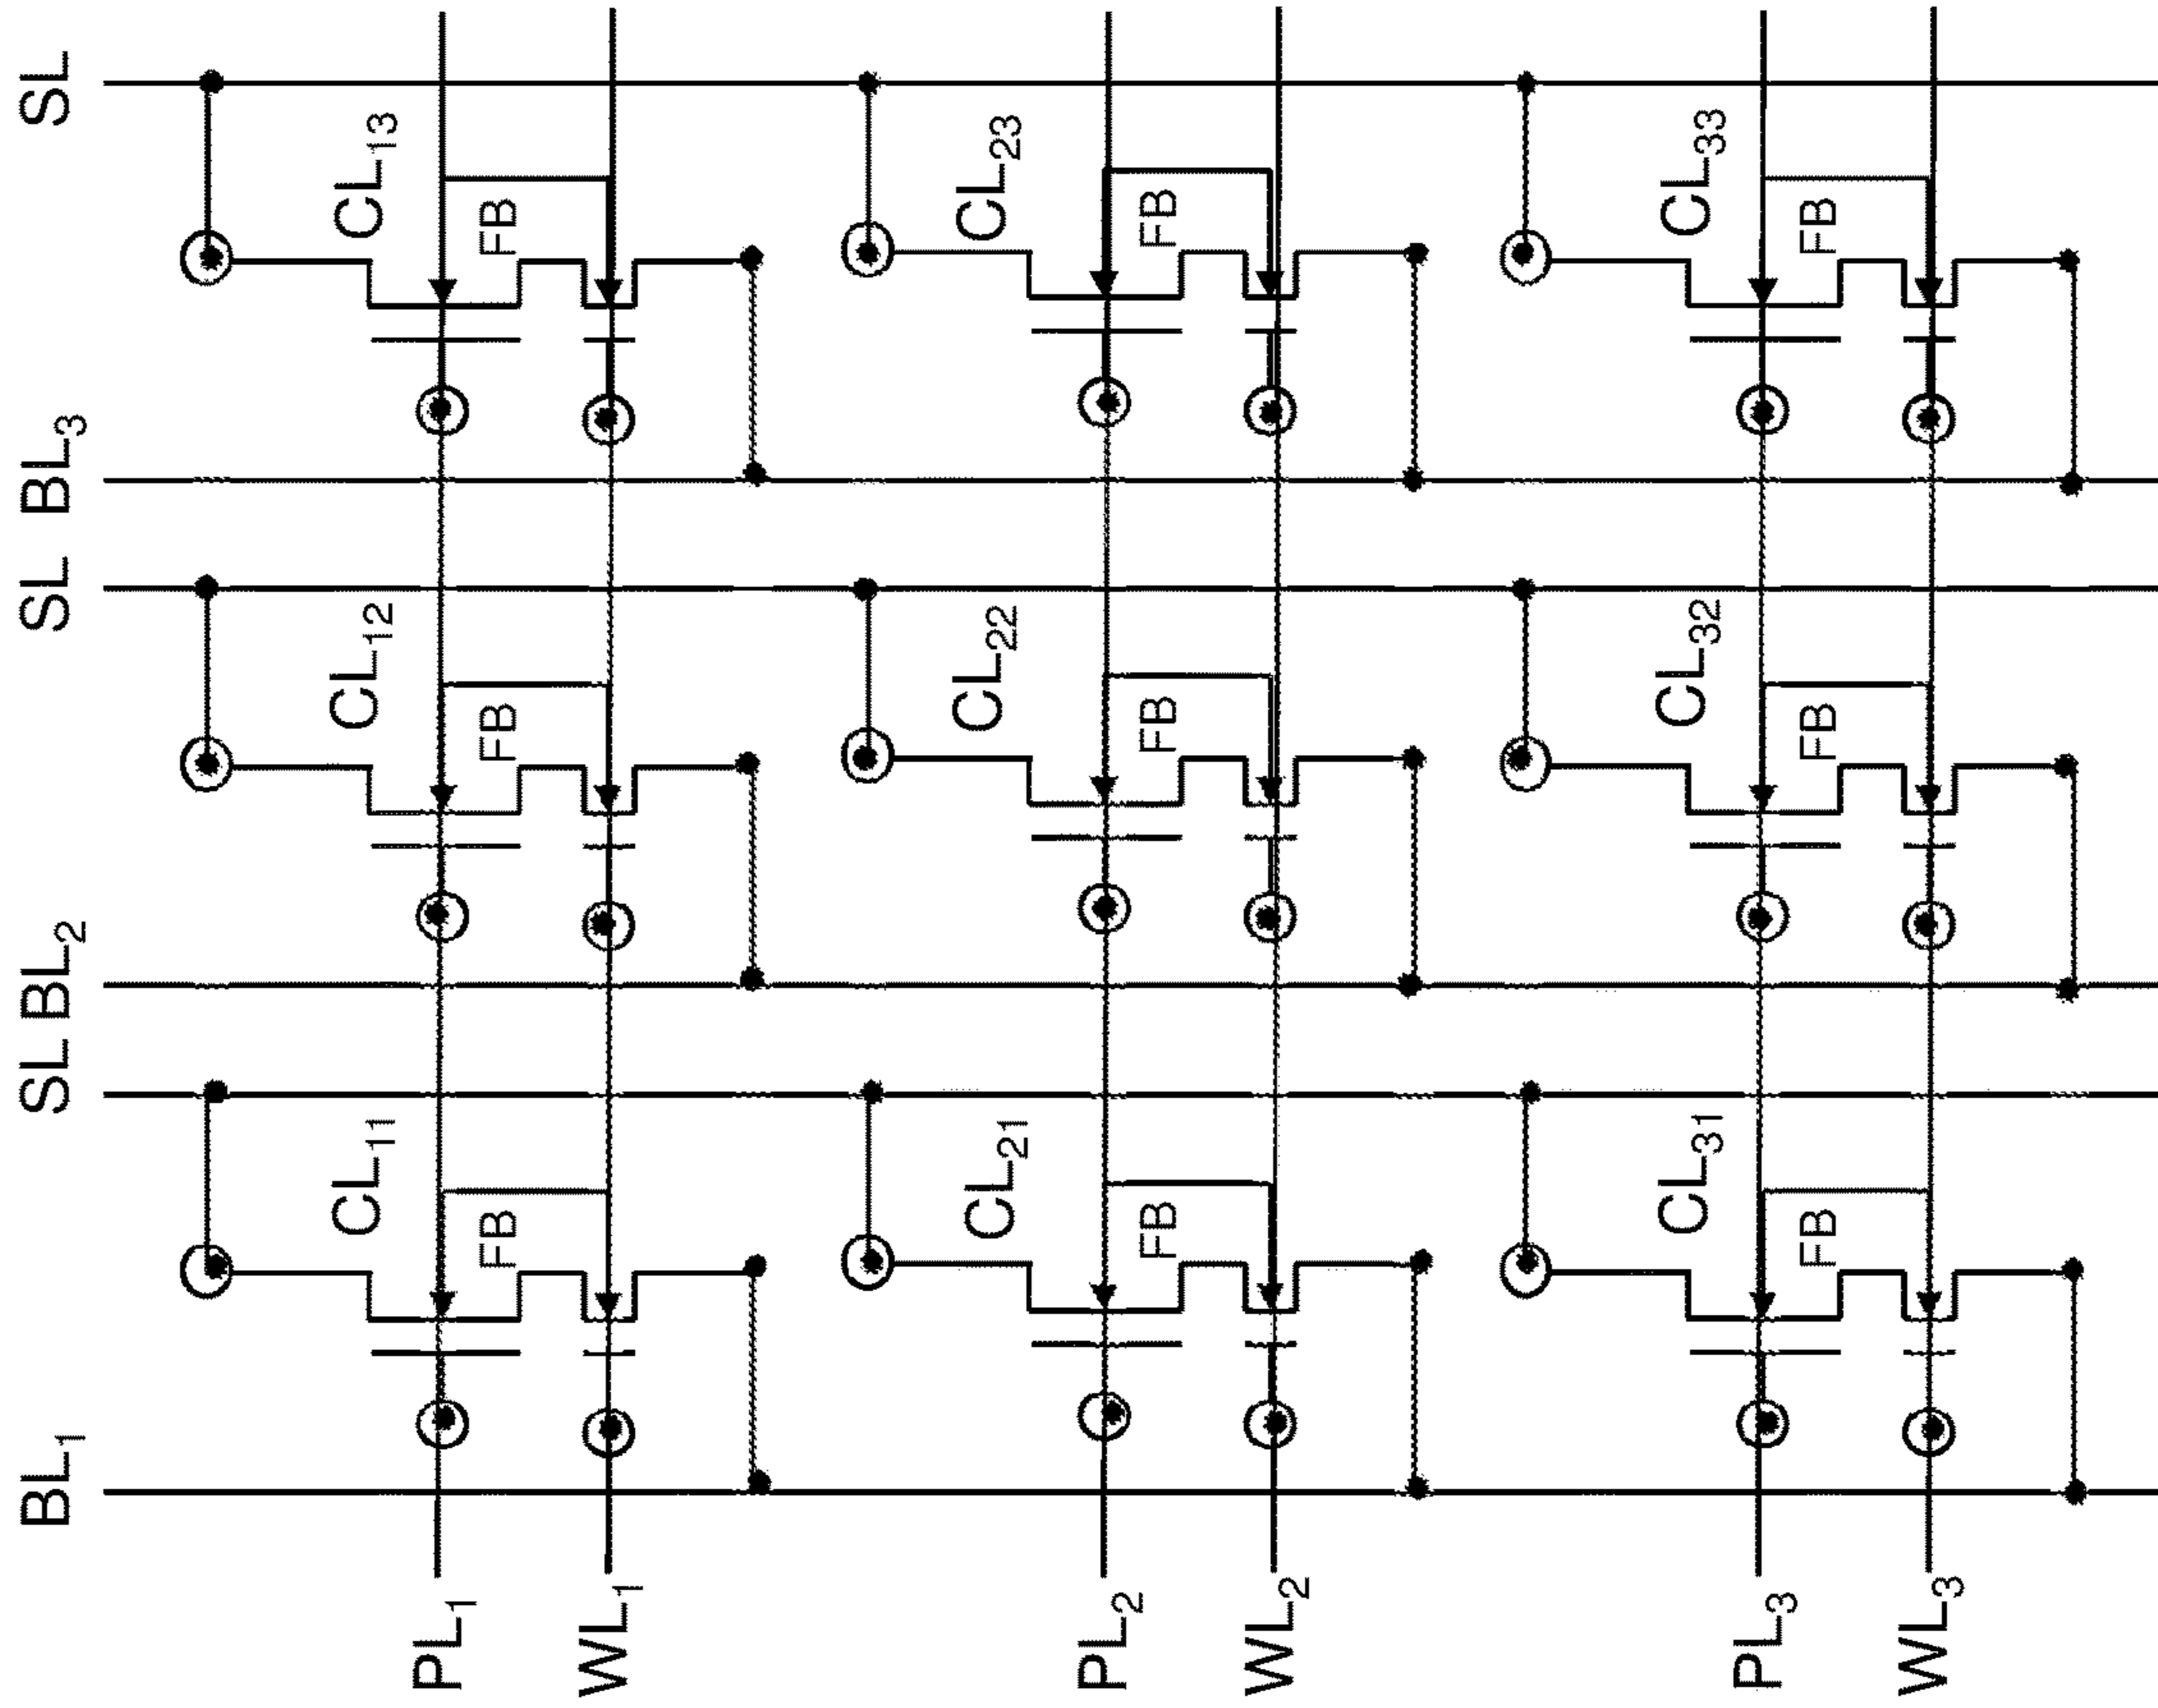 BL₁ SL BL₂ SL BL₃ SL
CL₁₁ CL₁₂ CL₁₃
FB FB FB
PL₁
WL₁
CL₂₁ CL₂₂ CL₂₃
FB FB FB
PL₂
WL₂
CL₃₁ CL₃₂ CL₃₃
FB FB FB
PL₃
WL₃